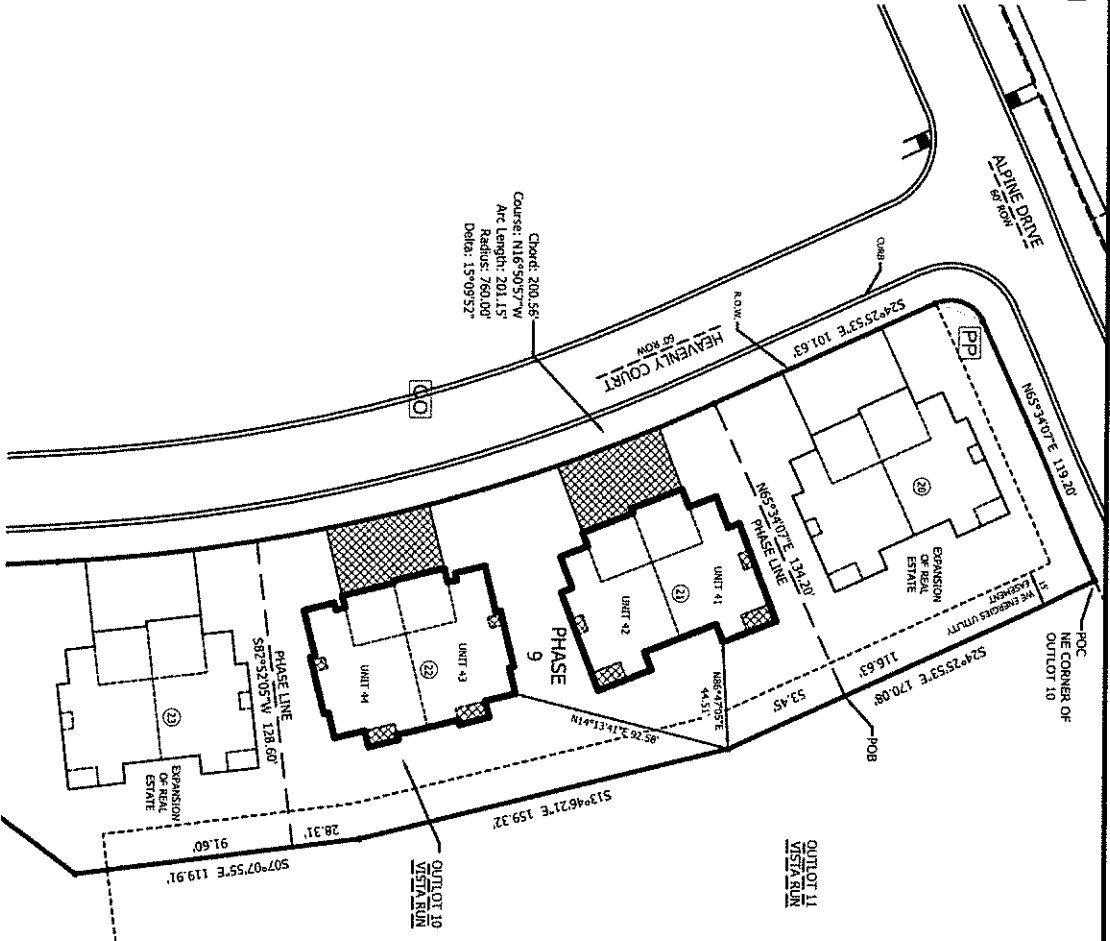 ALPINE DRIVE
60' ROW
CURB
R.O.W.
HEAVENLY COURT
60' ROW
Chord: 200.56'
Course: N16°50'57"W
Arc Length: 201.15'
Radius: 760.00'
Delta: 15°09'52"
CO
PP
S24°25'53"E 101.63'
N65°34'07"E 119.20'
POC
NE CORNER OF
OUTLOT 10
15'
WE ENERGIES UTILITY
EASEMENT
20
EXPANSION
OF REAL
ESTATE
S24°25'53"E 170.08'
116.63'
53.45'
POB
N65°34'07"E 134.20'
PHASE LINE
UNIT 41
21
UNIT 42
PHASE
9
N86°47'05"E
44.51'
N14°13'41"E 92.58'
UNIT 43
22
UNIT 44
S13°46'21"E 159.32'
OUTLOT 11
VISTA RUN
OUTLOT 10
VISTA RUN
PHASE LINE
S82°52'05"W 128.60'
23
EXPANSION
OF REAL
ESTATE
28.31'
91.60'
S07°07'55"E 119.91'